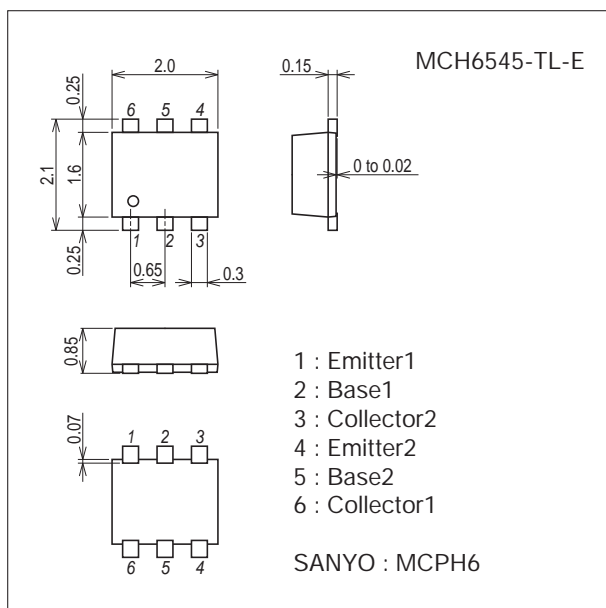 MCH6545-TL-E
2.0
0.15
0.25
6 5 4
2.1
1.6
0 to 0.02
1 2 3
0.25
0.65
0.3
0.85
1 : Emitter1
2 : Base1
3 : Collector2
4 : Emitter2
5 : Base2
6 : Collector1
0.07
1 2 3
6 5 4
SANYO : MCPH6